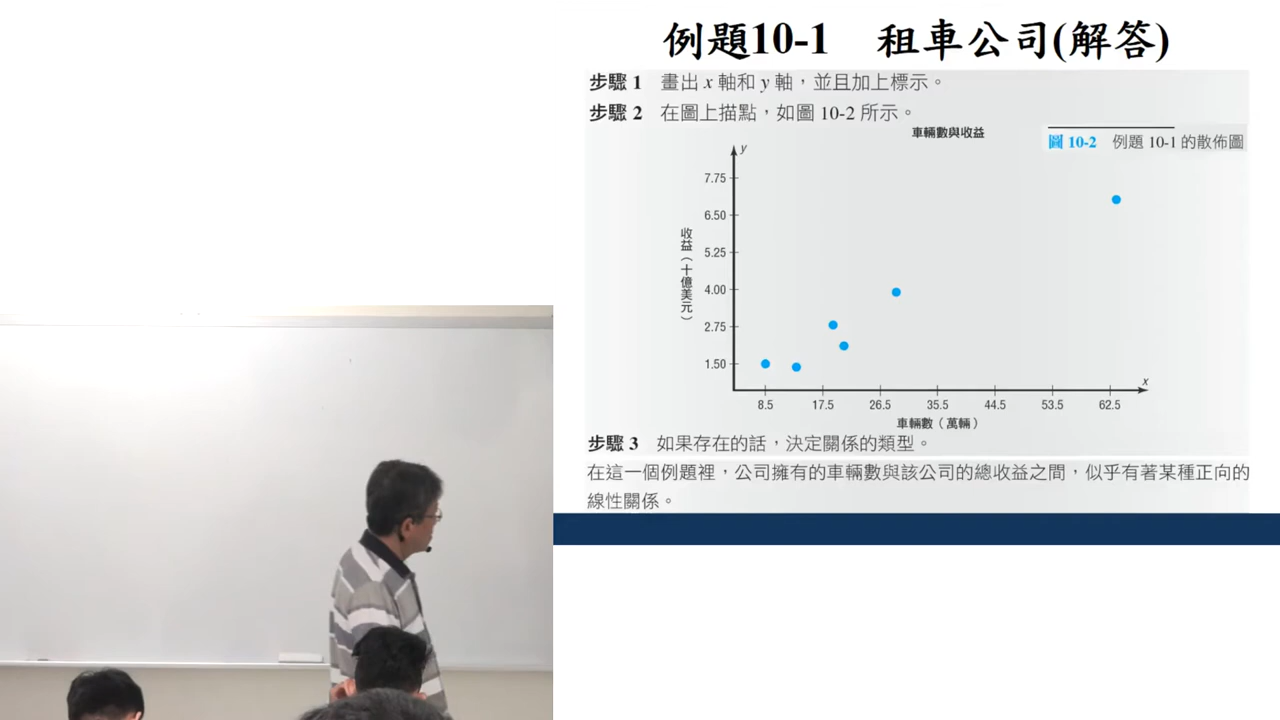 例題10-1　租車公司(解答)
步驟 1　畫出 x 軸和 y 軸，並且加上標示。
步驟 2　在圖上描點，如圖 10-2 所示。
車輛數與收益
圖 10-2　例題 10-1 的散佈圖
y
7.75
6.50
5.25
4.00
2.75
1.50
收益（十億美元）
x
8.5 17.5 26.5 35.5 44.5 53.5 62.5
車輛數（萬輛）
步驟 3　如果存在的話，決定關係的類型。
在這一個例題裡，公司擁有的車輛數與該公司的總收益之間，似乎有著某種正向的
線性關係。